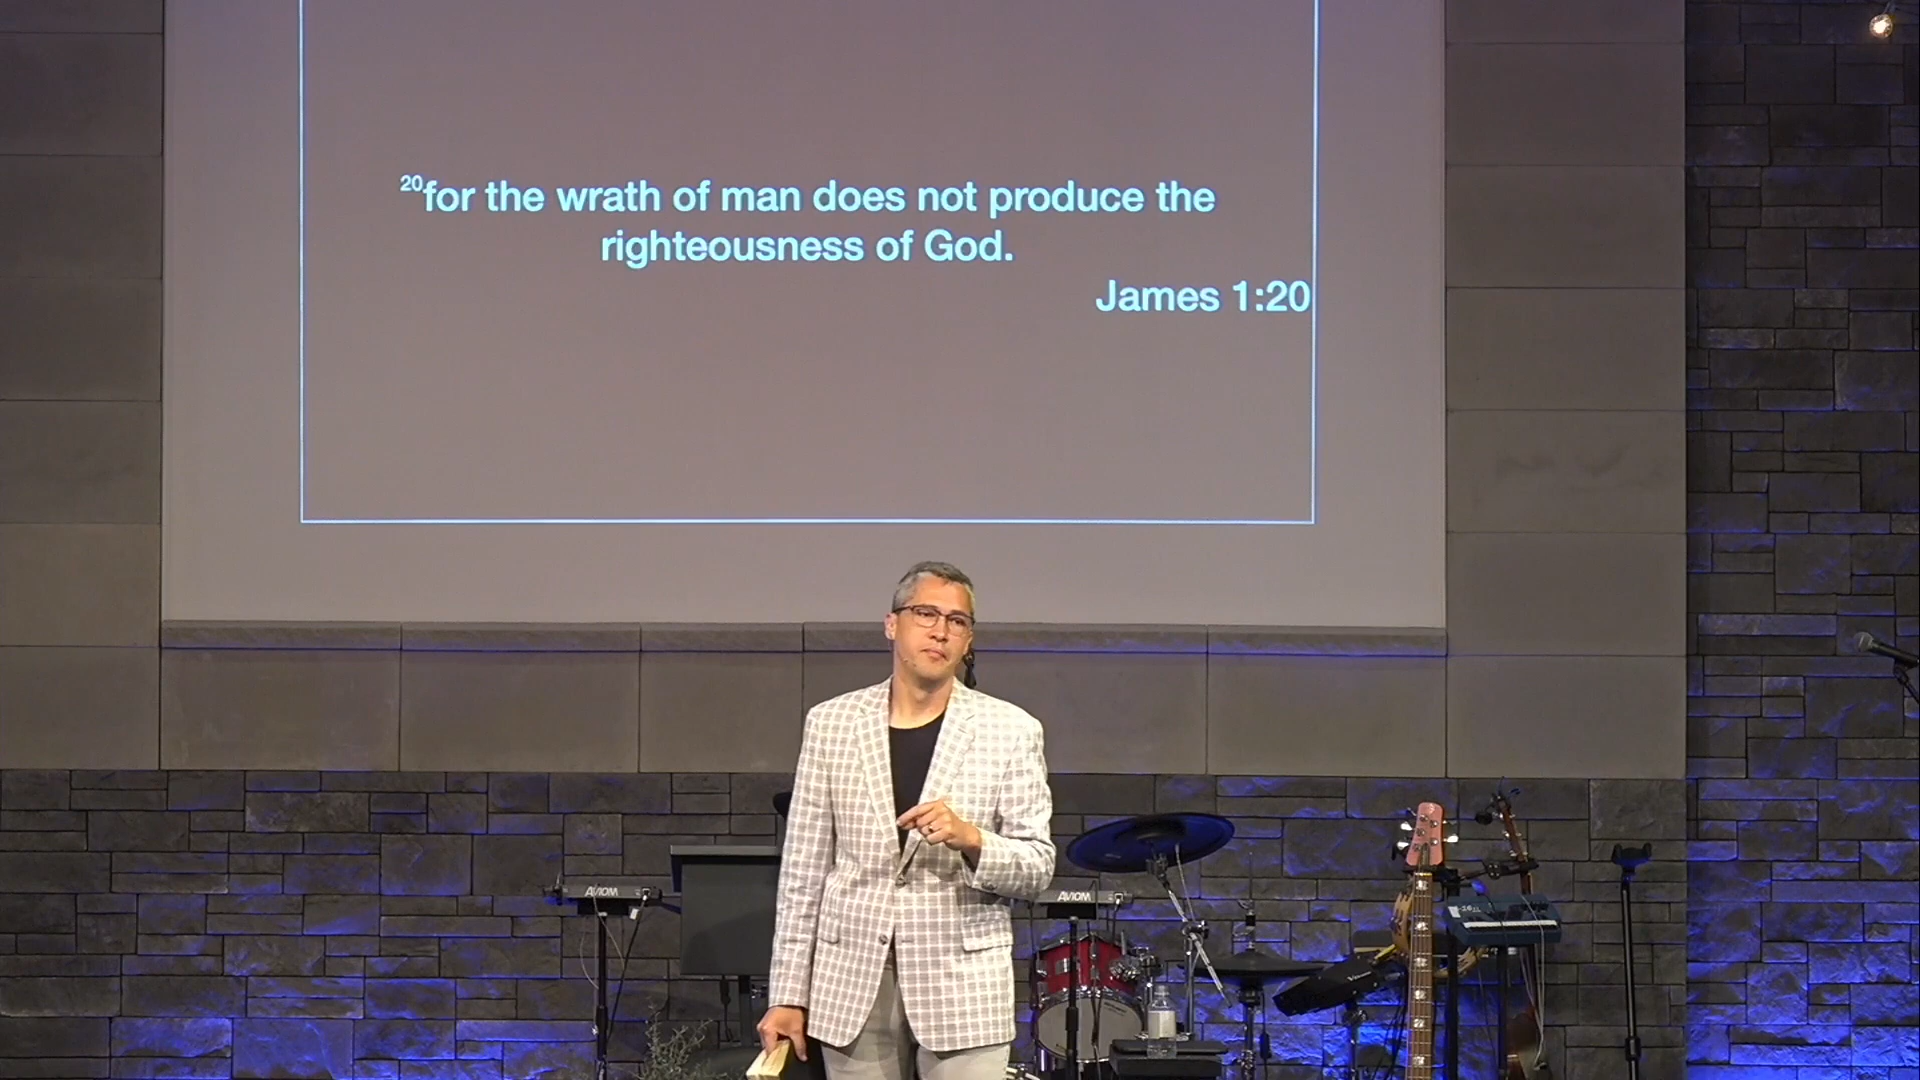 20for the wrath of man does not produce the
righteousness of God.
James 1:20
AVIOM
AVIOM